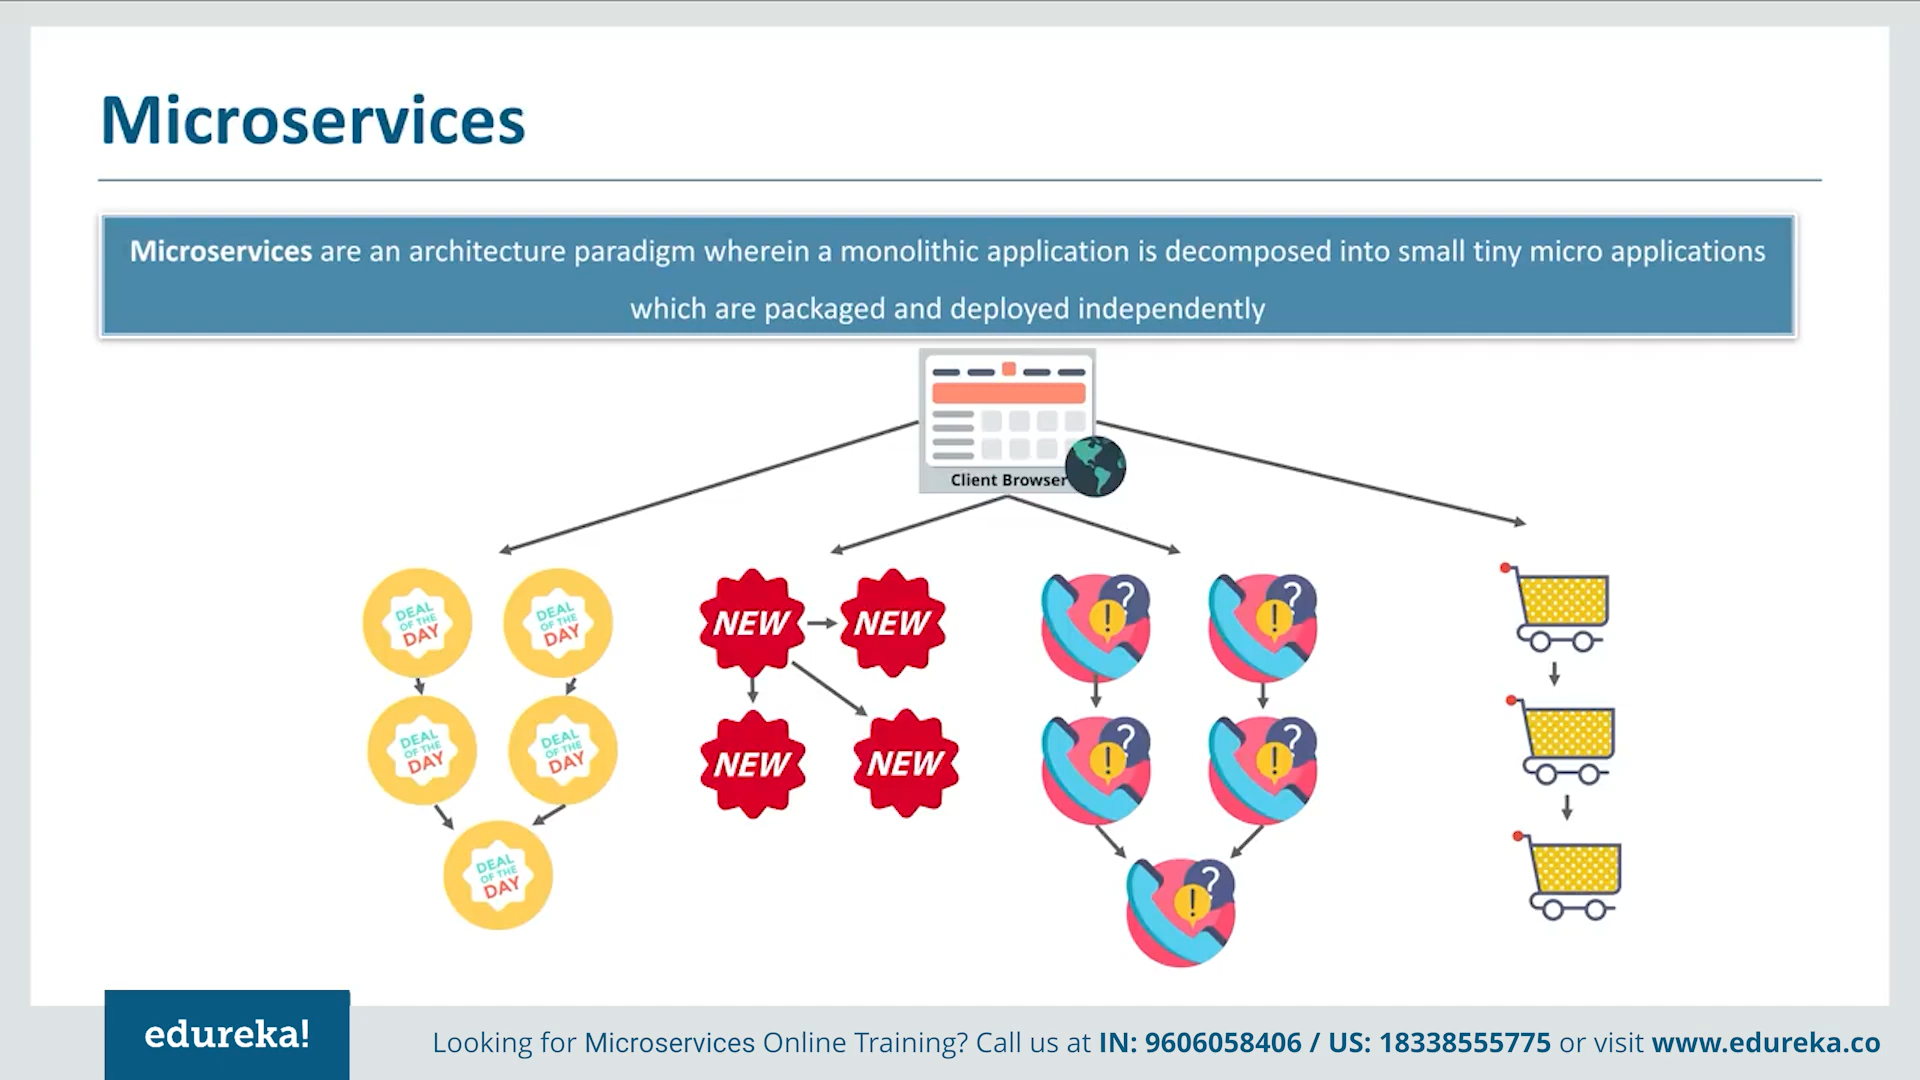 Microservices
Microservices are an architecture paradigm wherein a monolithic application is decomposed into small tiny micro applications
which are packaged and deployed independently
Client Browser
DEAL
OF THE
DAY
DEAL
OF THE
DAY
NEW
NEW
?
!
?
!
DEAL
OF THE
DAY
DEAL
OF THE
DAY
NEW
NEW
?
!
?
!
DEAL
OF THE
DAY
?
!
edureka!
Looking for Microservices Online Training? Call us at IN: 9606058406 / US: 18338555775 or visit www.edureka.co